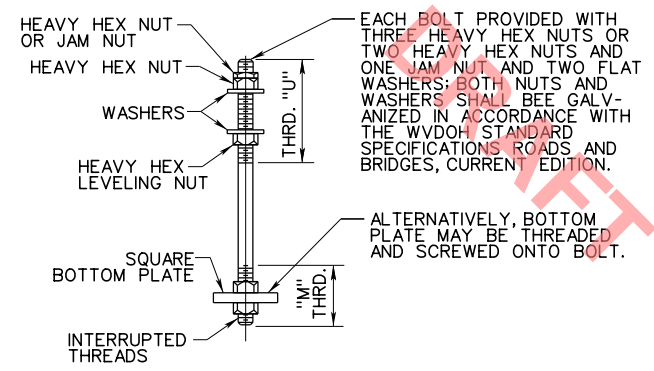 HEAVY HEX NUT
OR JAM NUT
HEAVY HEX NUT
WASHERS
HEAVY HEX
LEVELING NUT
SQUARE
BOTTOM PLATE
INTERRUPTED
THREADS
THRD. "U"
"M"
THRD.
EACH BOLT PROVIDED WITH
THREE HEAVY HEX NUTS OR
TWO HEAVY HEX NUTS AND
ONE JAM NUT AND TWO FLAT
WASHERS; BOTH NUTS AND
WASHERS SHALL BEE GALV-
ANIZED IN ACCORDANCE WITH
THE WVDOH STANDARD
SPECIFICATIONS ROADS AND
BRIDGES, CURRENT EDITION.
ALTERNATIVELY, BOTTOM
PLATE MAY BE THREADED
AND SCREWED ONTO BOLT.
DRAFT